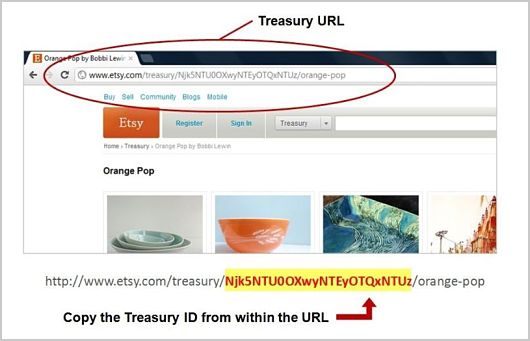 Treasury URL
Orange Pop by Bobbi Lewin
www.etsy.com/treasury/Njk5NTU0OXwyNTEyOTQxNTUz/orange-pop
Buy Sell Community Blogs Mobile
Etsy Register Sign In Treasury
Home › Treasury › Orange Pop by Bobbi Lewin
Orange Pop
http://www.etsy.com/treasury/Njk5NTU0OXwyNTEyOTQxNTUz/orange-pop
Copy the Treasury ID from within the URL